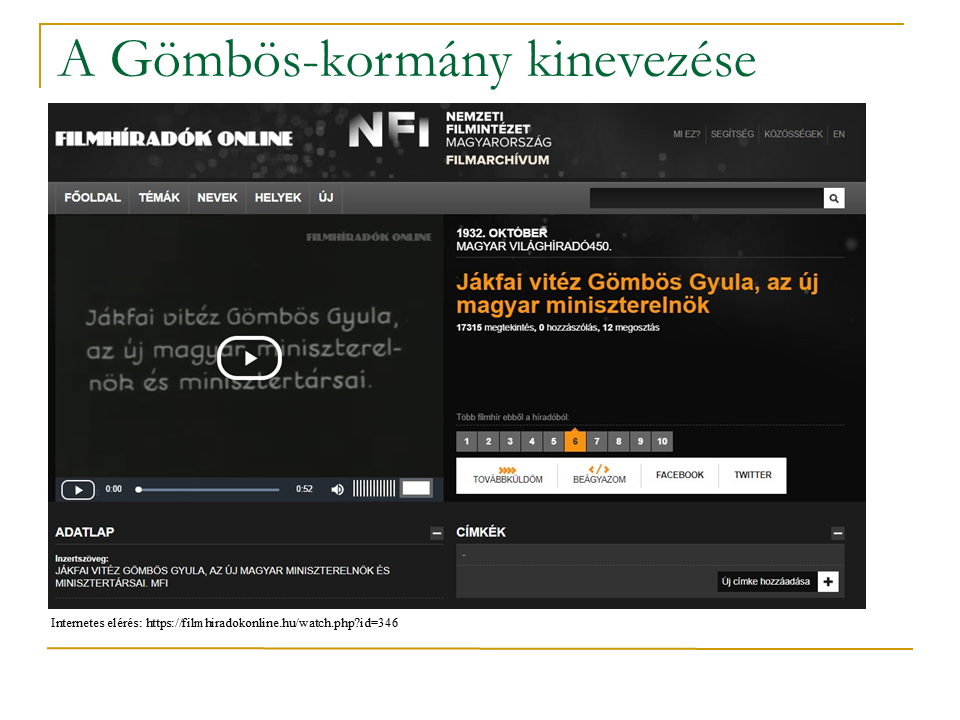 A Gömbös-kormány kinevezése
FILMHÍRADÓK ONLINE
NFI
NEMZETI
FILMINTÉZET
MAGYARORSZÁG
FILMARCHÍVUM
MI EZ? SEGÍTSÉG KÖZÖSSÉGEK EN
FŐOLDAL TÉMÁK NEVEK HELYEK ÚJ
FILMHÍRADÓK ONLINE
Jákfai vitéz Gömbös Gyula,
az új magyar miniszterel-
nök és minisztertársai.
0:00 0:52
1932. OKTÓBER
MAGYAR VILÁGHÍRADÓ450.
Jákfai vitéz Gömbös Gyula, az új
magyar miniszterelnök
17315 megtekintés, 0 hozzászólás, 12 megosztás
Több filmhír ebből a híradóból:
1 2 3 4 5 6 7 8 9 10
TOVÁBBKÜLDÖM BEÁGYAZOM FACEBOOK TWITTER
ADATLAP
Inzertszöveg:
JÁKFAI VITÉZ GÖMBÖS GYULA, AZ ÚJ MAGYAR MINISZTERELNÖK ÉS
MINISZTERTÁRSAI. MFI
CÍMKÉK
-
Új címke hozzáadása
Internetes elérés: https://filmhiradokonline.hu/watch.php?id=346